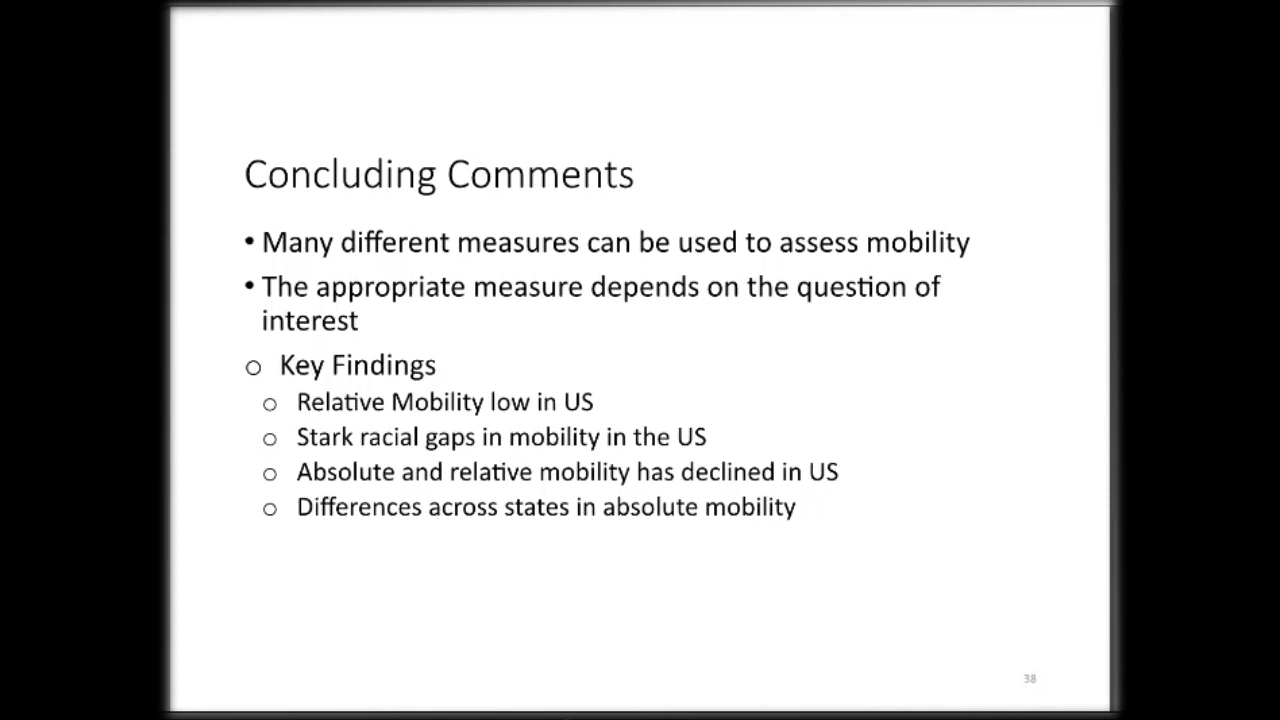 Concluding Comments
• Many different measures can be used to assess mobility
• The appropriate measure depends on the question of
interest
o Key Findings
o Relative Mobility low in US
o Stark racial gaps in mobility in the US
o Absolute and relative mobility has declined in US
o Differences across states in absolute mobility
38